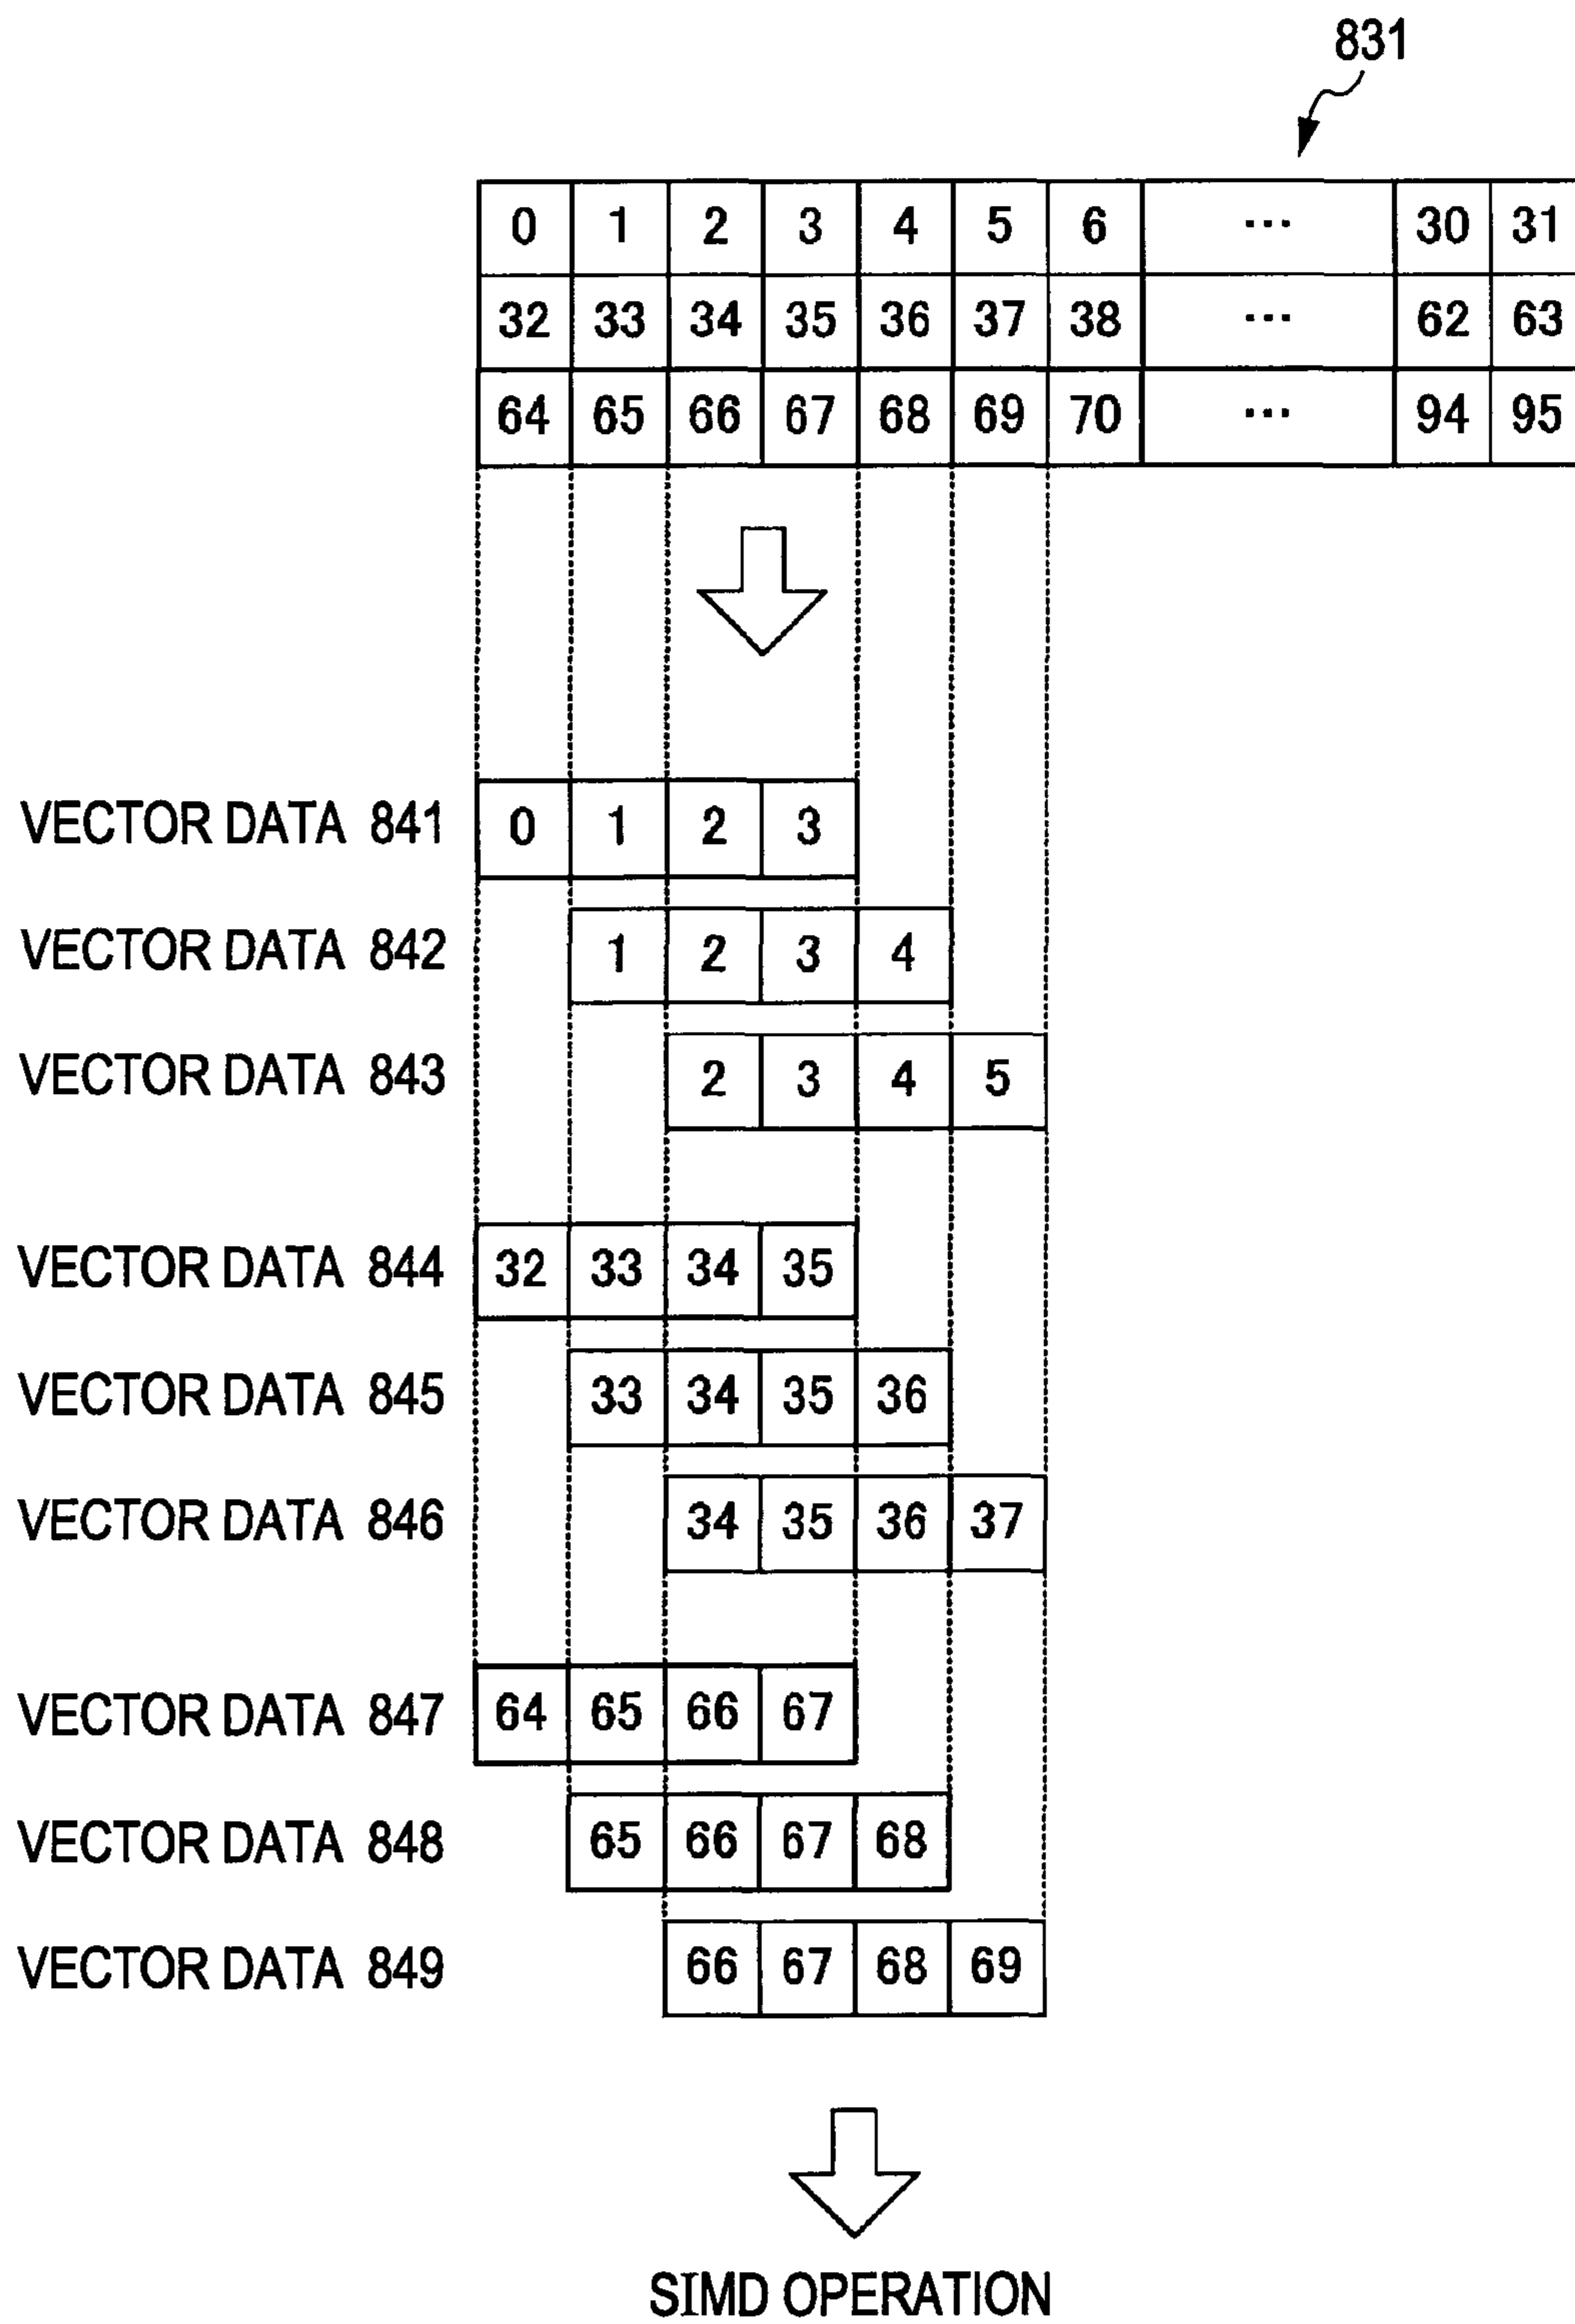 831
0 1 2 3 4 5 6 ... 30 31
32 33 34 35 36 37 38 ... 62 63
64 65 66 67 68 69 70 ... 94 95
VECTOR DATA 841 0 1 2 3
VECTOR DATA 842 1 2 3 4
VECTOR DATA 843 2 3 4 5
VECTOR DATA 844 32 33 34 35
VECTOR DATA 845 33 34 35 36
VECTOR DATA 846 34 35 36 37
VECTOR DATA 847 64 65 66 67
VECTOR DATA 848 65 66 67 68
VECTOR DATA 849 66 67 68 69
SIMD OPERATION